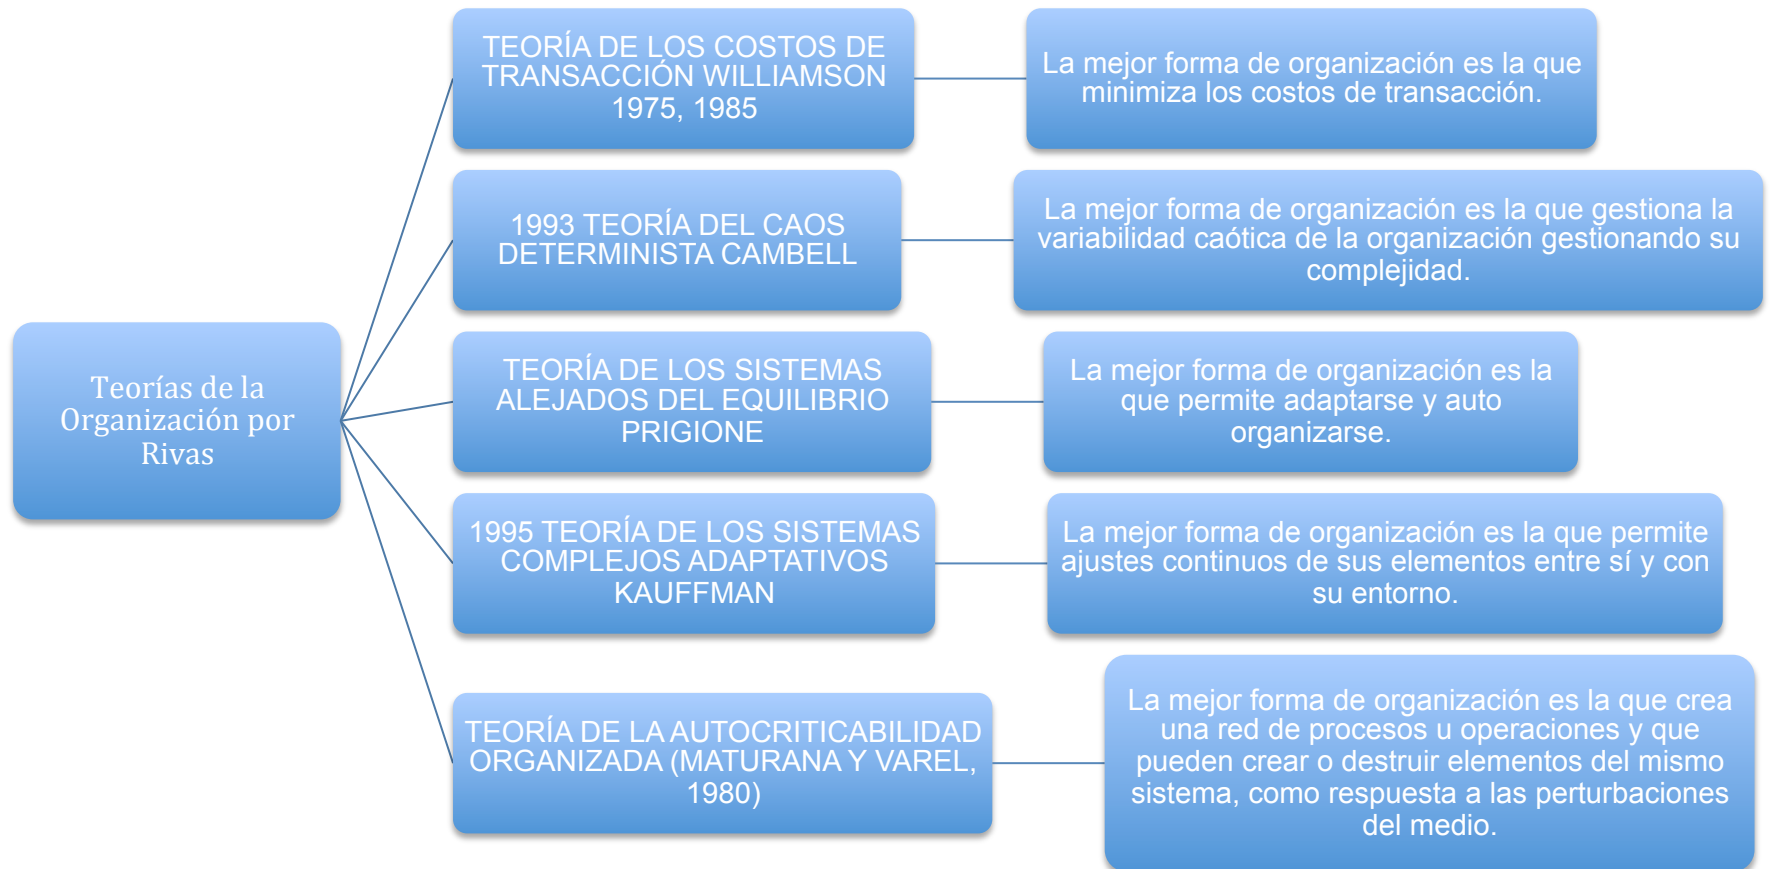 Teorías de la
Organización por
Rivas
TEORÍA DE LOS COSTOS DE
TRANSACCIÓN WILLIAMSON
1975, 1985
La mejor forma de organización es la que
minimiza los costos de transacción.
1993 TEORÍA DEL CAOS
DETERMINISTA CAMBELL
La mejor forma de organización es la que gestiona la
variabilidad caótica de la organización gestionando su
complejidad.
TEORÍA DE LOS SISTEMAS
ALEJADOS DEL EQUILIBRIO
PRIGIONE
La mejor forma de organización es la
que permite adaptarse y auto
organizarse.
1995 TEORÍA DE LOS SISTEMAS
COMPLEJOS ADAPTATIVOS
KAUFFMAN
La mejor forma de organización es la que permite
ajustes continuos de sus elementos entre sí y con
su entorno.
TEORÍA DE LA AUTOCRITICABILIDAD
ORGANIZADA (MATURANA Y VAREL,
1980)
La mejor forma de organización es la que crea
una red de procesos u operaciones y que
pueden crear o destruir elementos del mismo
sistema, como respuesta a las perturbaciones
del medio.